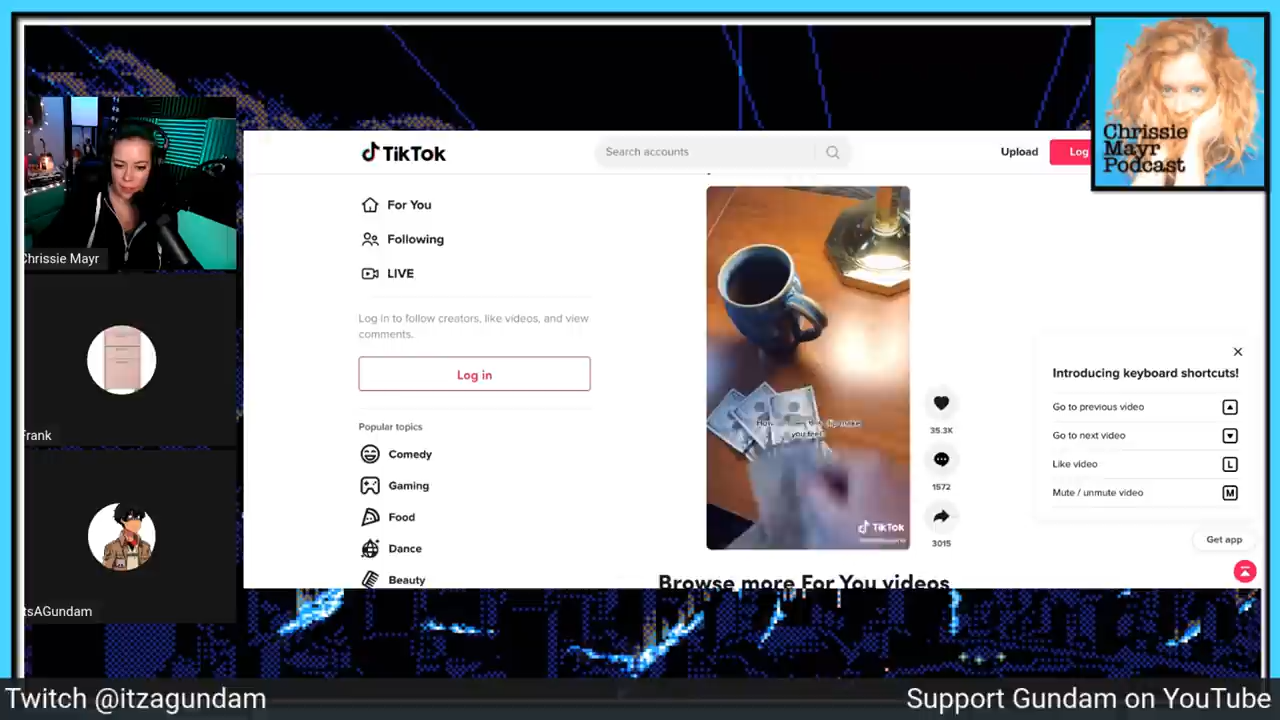 Chrissie
Mayr
Podcast
TikTok
Search accounts
Upload
Log
For You
Following
LIVE
Log in to follow creators, like videos, and view
comments.
Log in
Popular topics
Comedy
Gaming
Food
Dance
Beauty
you feel?
TikTok
35.3K
1572
3015
Browse more For You videos
Introducing keyboard shortcuts!
Go to previous video
Go to next video
Like video L
Mute / unmute video M
Get app
Chrissie Mayr
Frank
tsAGundam
Twitch @itzagundam
Support Gundam on YouTube